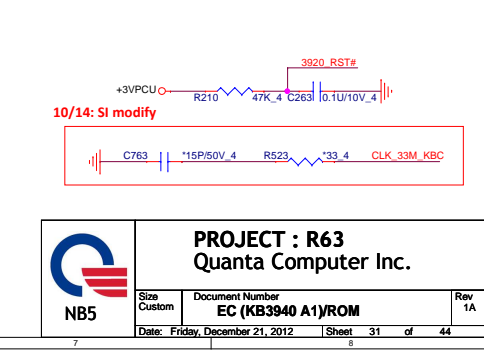 3920_RST#
+3VPCU
R210 47K_4 C263 0.1U/10V_4
10/14: SI modify
C763 *15P/50V_4 R523 *33_4 CLK_33M_KBC
PROJECT : R63
Quanta Computer Inc.
NB5
Size Document Number Rev
Custom EC (KB3940 A1)/ROM 1A
Date: Friday, December 21, 2012 Sheet 31 of 44
7 8